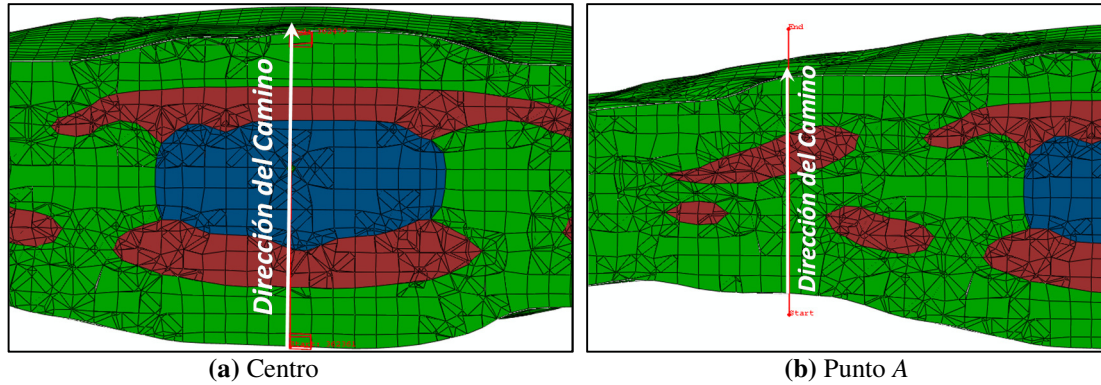 Dirección del Camino
End
Dirección del Camino
Start
(a) Centro
(b) Punto A